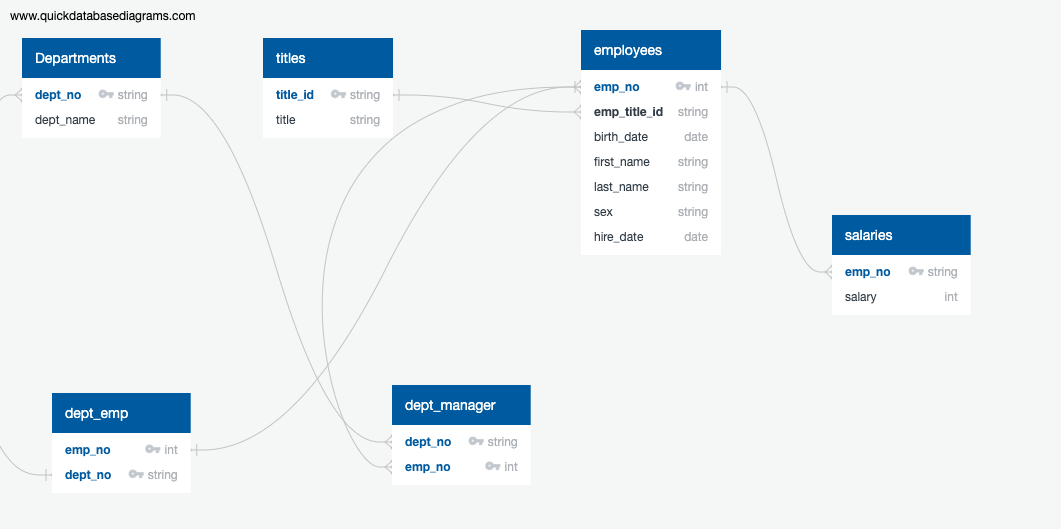 www.quickdatabasediagrams.com
Departments
dept_no string
dept_name string
titles
title_id string
title string
employees
emp_no int
emp_title_id string
birth_date date
first_name string
last_name string
sex string
hire_date date
salaries
emp_no string
salary int
dept_emp
emp_no int
dept_no string
dept_manager
dept_no string
emp_no int